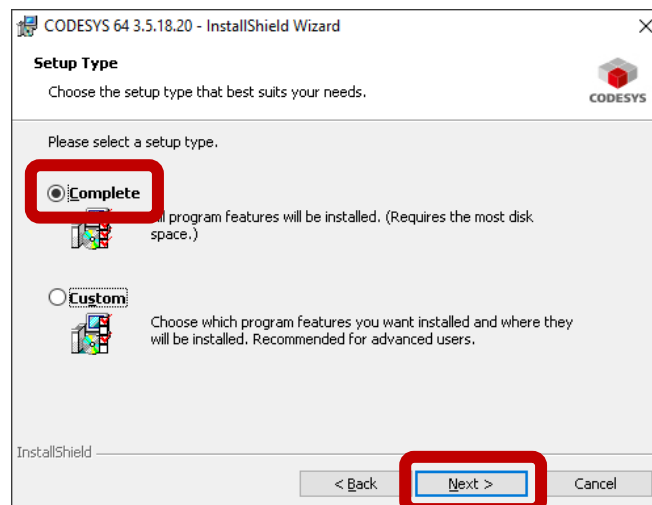 CODESYS 64 3.5.18.20 - InstallShield Wizard
Setup Type
Choose the setup type that best suits your needs.
CODESYS
Please select a setup type.
Complete
program features will be installed. (Requires the most disk
space.)
Custom
Choose which program features you want installed and where they
will be installed. Recommended for advanced users.
InstallShield
< Back
Next >
Cancel